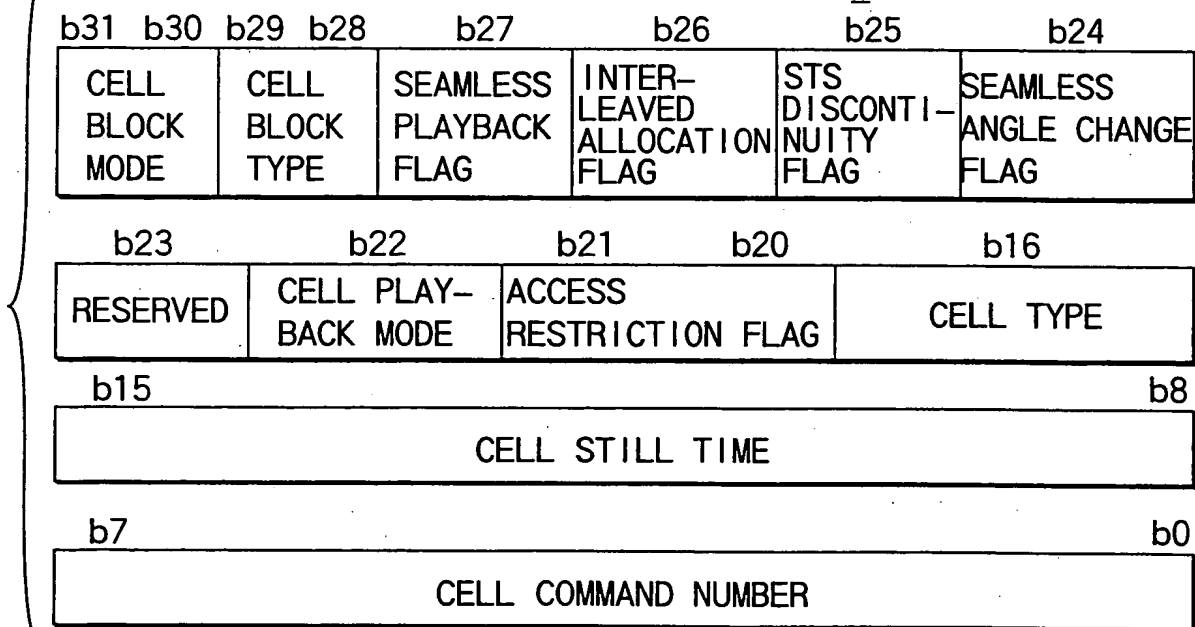 b31 b30 b29 b28 b27 b26 b25 b24
CELL BLOCK MODE
CELL BLOCK TYPE
SEAMLESS PLAYBACK FLAG
INTER–LEAVED ALLOCATION FLAG
STS DISCONTI–NUITY FLAG
SEAMLESS ANGLE CHANGE FLAG
b23 b22 b21 b20 b16
RESERVED
CELL PLAY–BACK MODE
ACCESS RESTRICTION FLAG
CELL TYPE
b15 b8
CELL STILL TIME
b7 b0
CELL COMMAND NUMBER